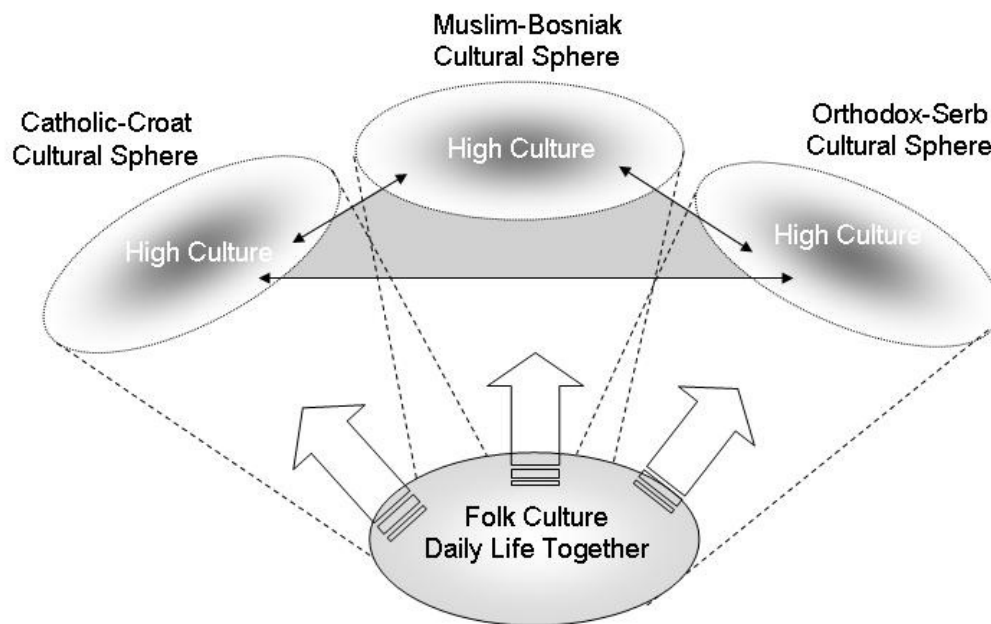 Muslim-Bosniak
Cultural Sphere
Catholic-Croat
Cultural Sphere
Orthodox-Serb
Cultural Sphere
High Culture
High Culture
High Culture
Folk Culture
Daily Life Together